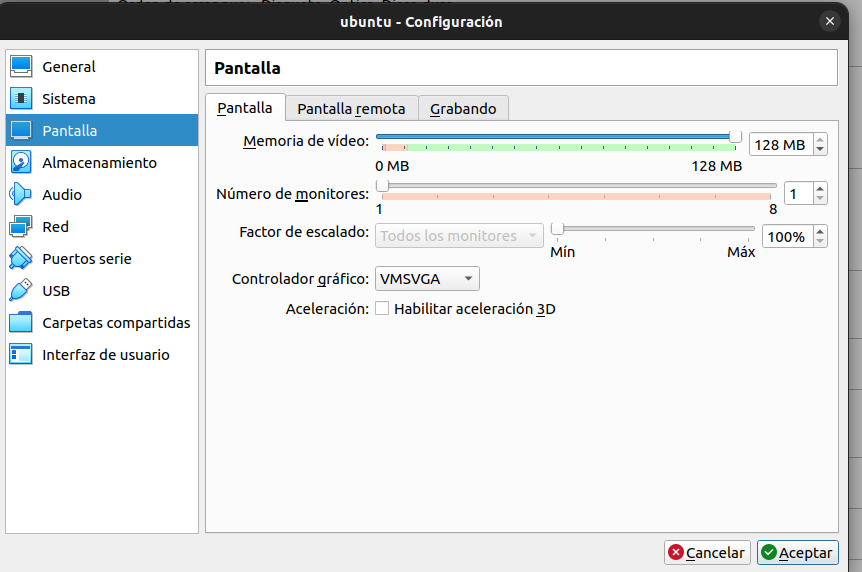 ubuntu - Configuración
General
Sistema
Pantalla
Almacenamiento
Audio
Red
Puertos serie
USB
Carpetas compartidas
Interfaz de usuario
Pantalla
Pantalla Pantalla remota Grabando
Memoria de vídeo: 128 MB
0 MB 128 MB
Número de monitores: 1
1 8
Factor de escalado: Todos los monitores 100%
Mín Máx
Controlador gráfico: VMSVGA
Aceleración: Habilitar aceleración 3D
Cancelar Aceptar